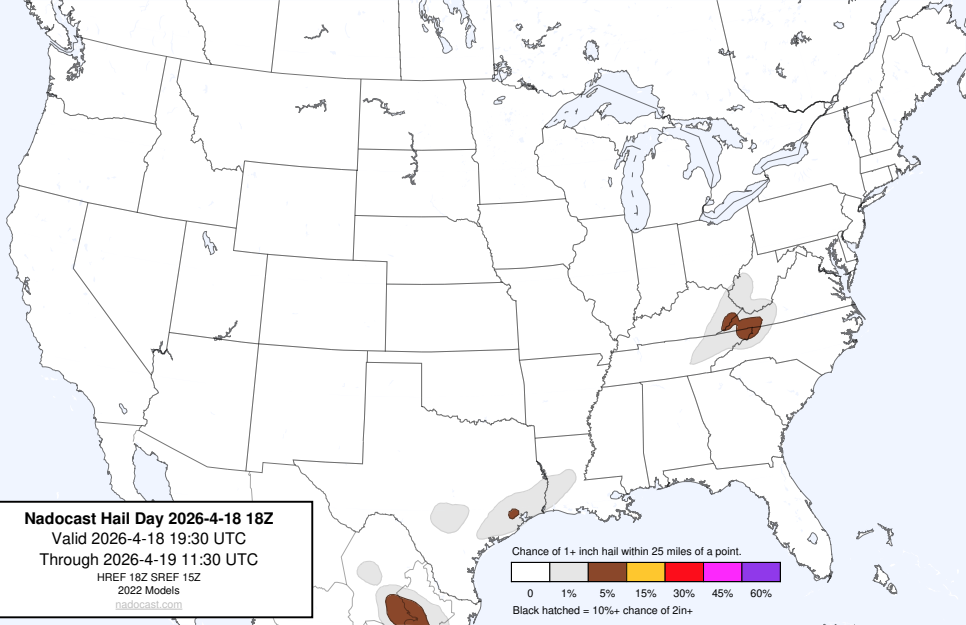 Nadocast Hail Day 2026-4-18 18Z
Valid 2026-4-18 19:30 UTC
Through 2026-4-19 11:30 UTC
HREF 18Z SREF 15Z
2022 Models
nadocast.com
Chance of 1+ inch hail within 25 miles of a point.
0 1% 5% 15% 30% 45% 60%
Black hatched = 10%+ chance of 2in+